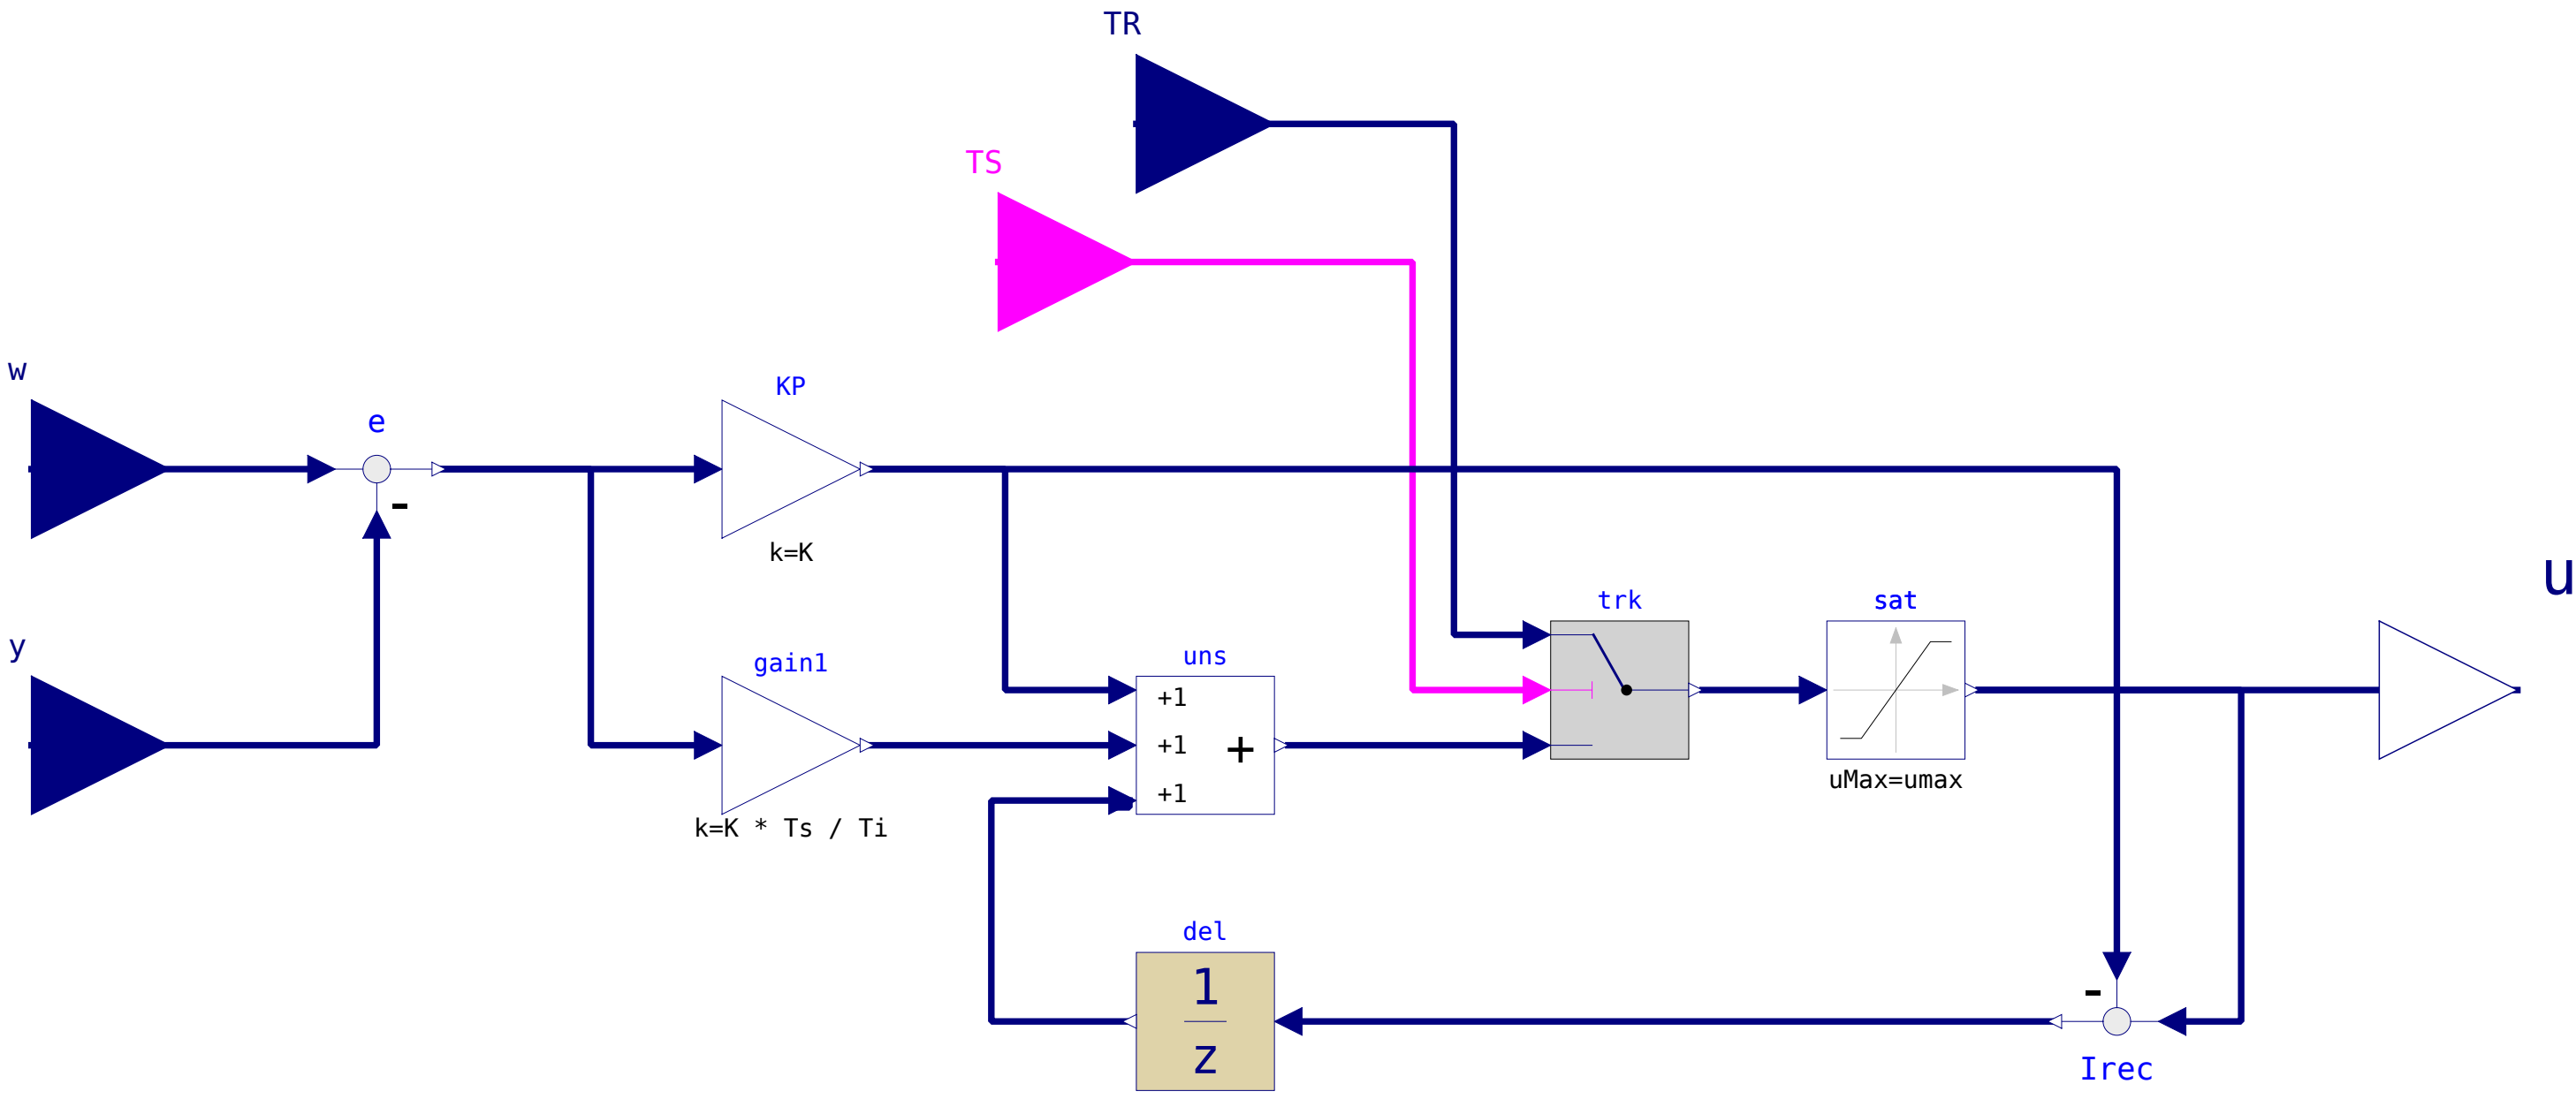 TR
TS
w
e
-
KP
k=K
y
gain1
k=K * Ts / Ti
uns
+1
+1
+1
+
trk
sat
uMax=umax
u
del
1
z
-
Irec